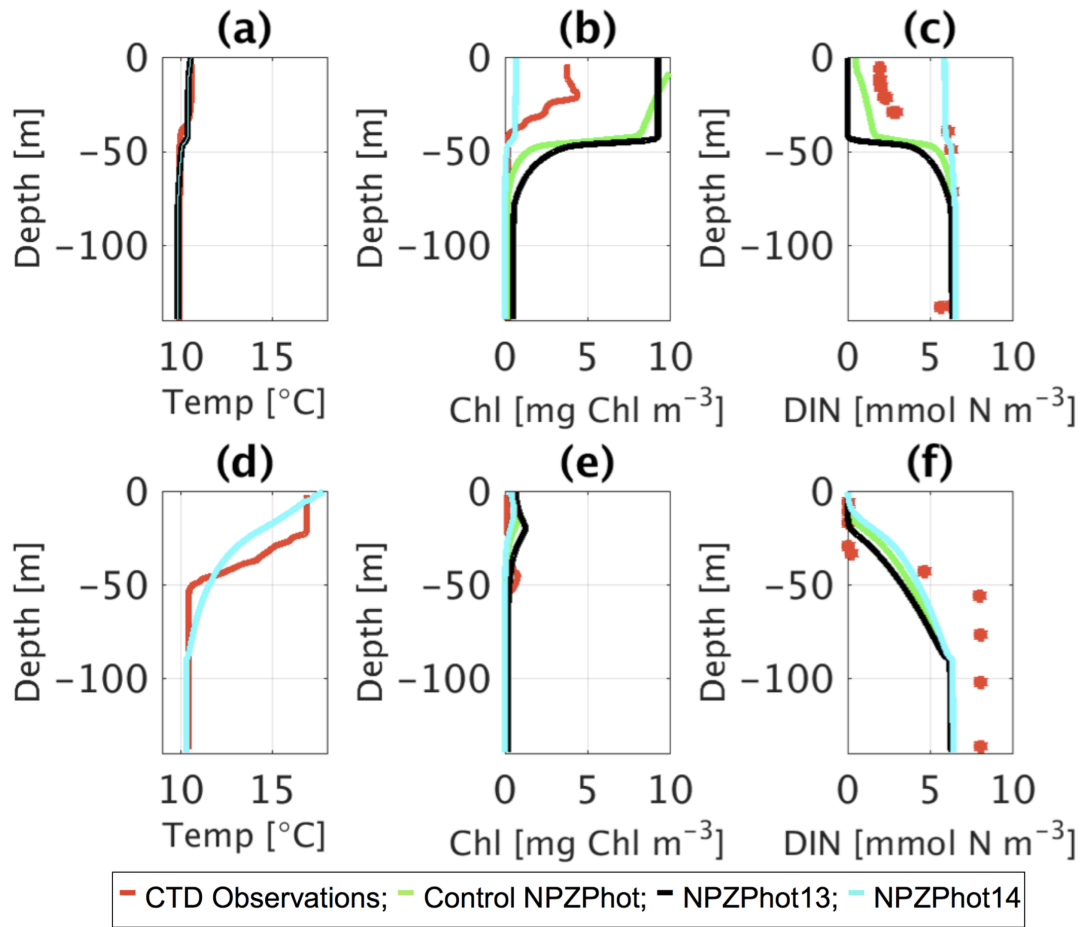 (a) (b) (c)
0 0 0
Depth [m] Depth [m] Depth [m]
−50 −50 −50
−100 −100 −100
10 15 0 5 10 0 5 10
Temp [°C] Chl [mg Chl m⁻³] DIN [mmol N m⁻³]
(d) (e) (f)
0 0 0
Depth [m] Depth [m] Depth [m]
−50 −50 −50
−100 −100 −100
10 15 0 5 10 0 5 10
Temp [°C] Chl [mg Chl m⁻³] DIN [mmol N m⁻³]
CTD Observations; Control NPZPhot; NPZPhot13; NPZPhot14